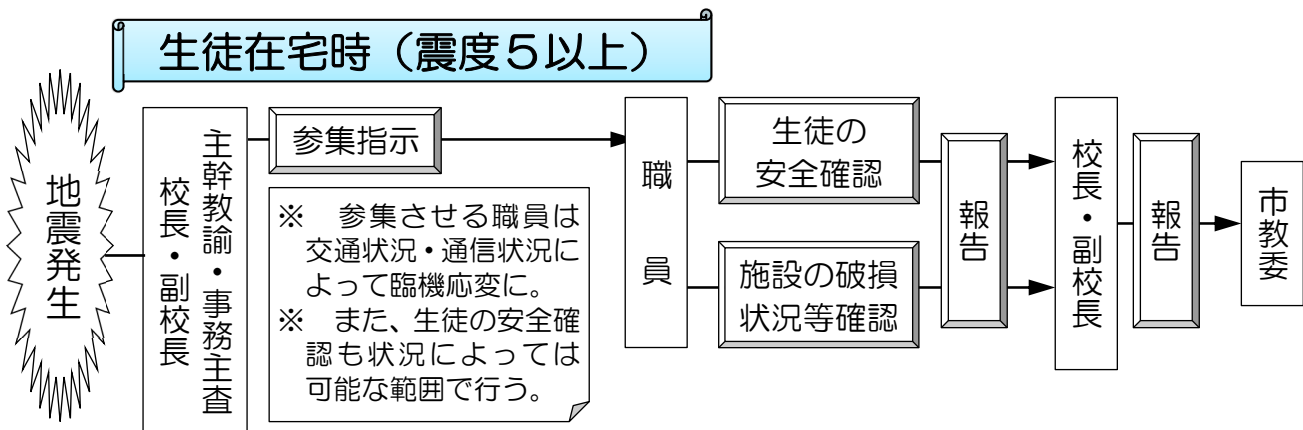 生徒在宅時（震度５以上）
地震発生
主幹教諭・事務主査
校長・副校長
参集指示
※　参集させる職員は
交通状況・通信状況に
よって臨機応変に。
※　また、生徒の安全確
認も状況によっては
可能な範囲で行う。
職員
生徒の
安全確認
施設の破損
状況等確認
報告
校長・副校長
報告
市教委